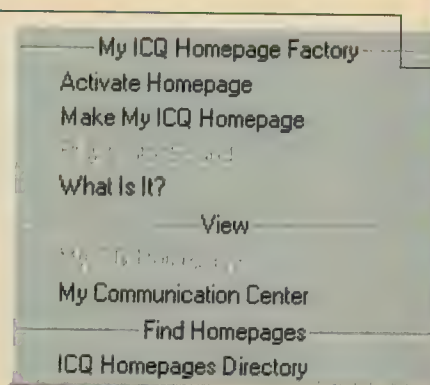 My ICQ Homepage Factory
Activate Homepage
Make My ICQ Homepage
What Is It?
View
My Communication Center
Find Homepages
ICQ Homepages Directory